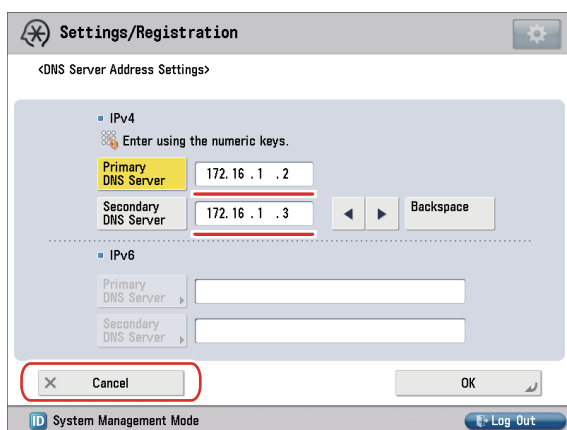 Settings/Registration
<DNS Server Address Settings>
IPv4
Enter using the numeric keys.
Primary
DNS Server
172. 16 . 1 . 2
Secondary
DNS Server
172. 16 . 1 . 3
Backspace
IPv6
Primary
DNS Server
Secondary
DNS Server
Cancel
OK
ID System Management Mode
Log Out